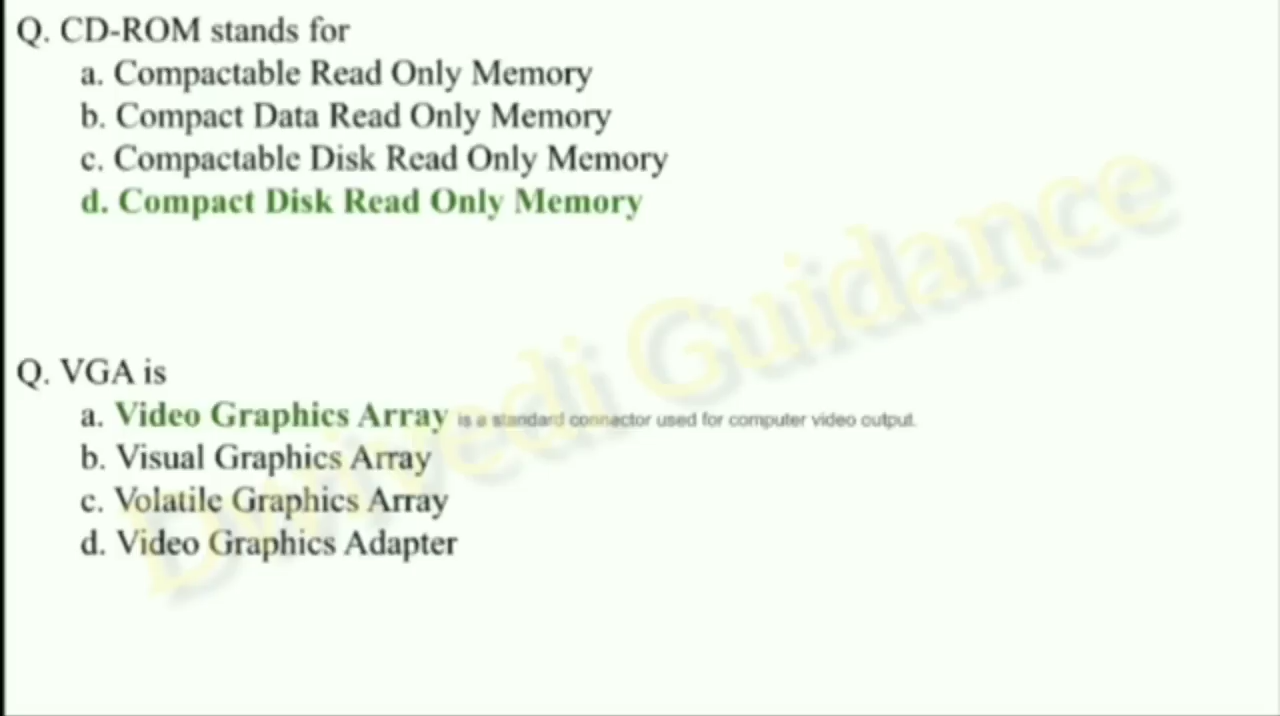 Q. CD-ROM stands for
a. Compactable Read Only Memory
b. Compact Data Read Only Memory
c. Compactable Disk Read Only Memory
d. Compact Disk Read Only Memory
Q. VGA is
a. Video Graphics Array is a standard connector used for computer video output.
b. Visual Graphics Array
c. Volatile Graphics Array
d. Video Graphics Adapter
Dwivedi Guidance